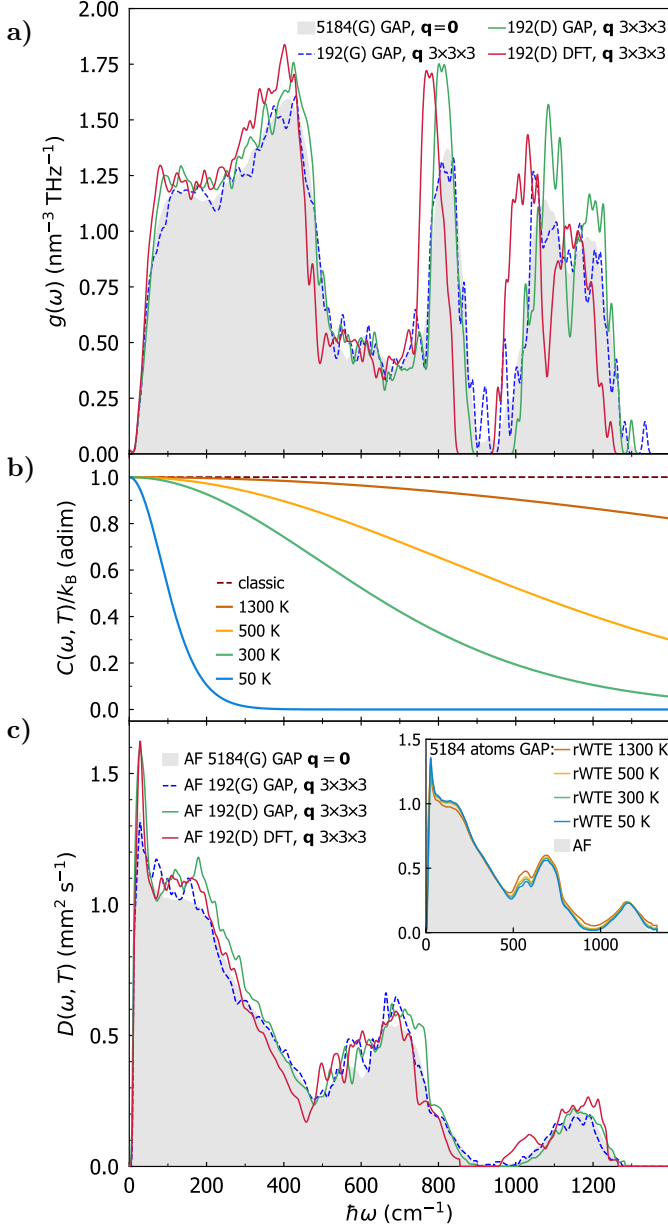 a)
5184(G) GAP, q=0
192(G) GAP, q 3×3×3
192(D) GAP, q 3×3×3
192(D) DFT, q 3×3×3
g(ω) (nm⁻³ THz⁻¹)
1.75
1.50
1.25
1.00
0.75
0.50
0.25
0.00
b)
C(ω, T)/k_B (adim)
1.0
0.8
0.6
0.4
0.2
0.0
classic
1300 K
500 K
300 K
50 K
c)
D(ω, T) (mm² s⁻¹)
1.5
1.0
0.5
0.0
AF 5184(G) GAP q = 0
AF 192(G) GAP, q 3×3×3
AF 192(D) GAP, q 3×3×3
AF 192(D) DFT, q 3×3×3
5184 atoms GAP:
rWTE 1300 K
rWTE 500 K
rWTE 300 K
rWTE 50 K
AF
1.5
1.0
0.5
0.0
0 500 1000
0 200 400 600 800 1000 1200
ħω (cm⁻¹)